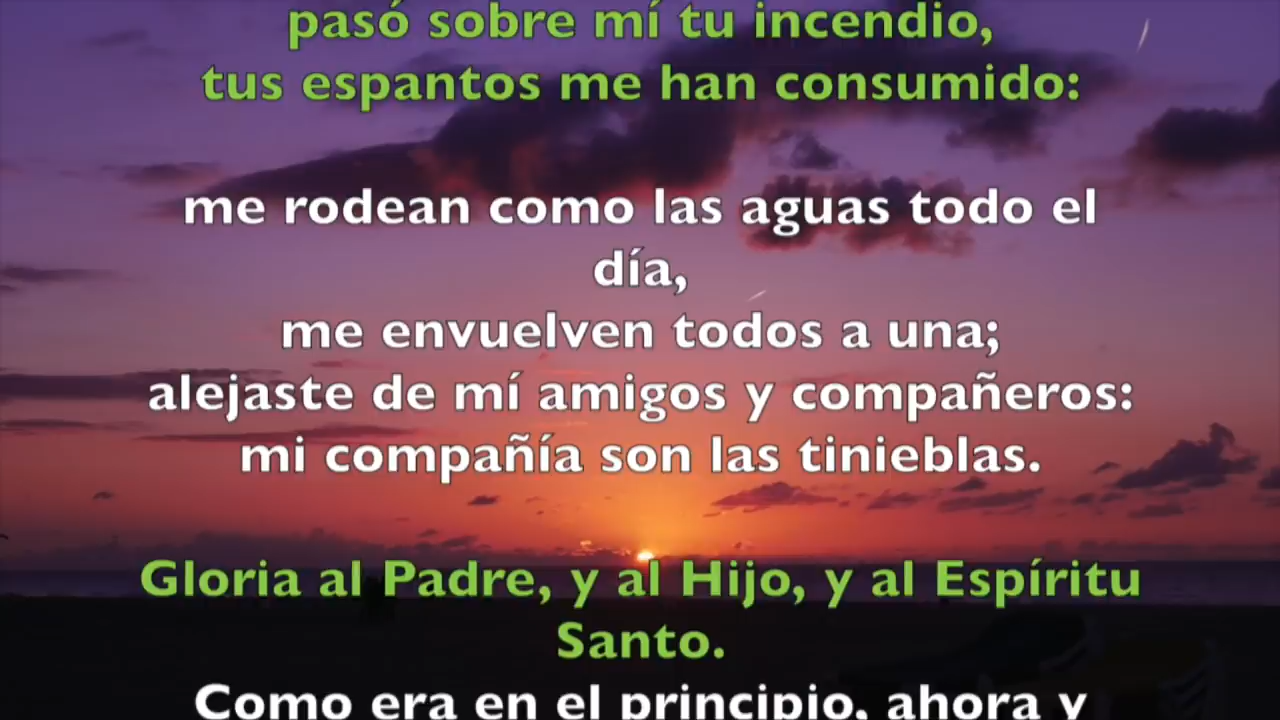 pasó sobre mí tu incendio,
tus espantos me han consumido:
me rodean como las aguas todo el
día,
me envuelven todos a una;
alejaste de mí amigos y compañeros:
mi compañía son las tinieblas.
Gloria al Padre, y al Hijo, y al Espíritu
Santo.
Como era en el principio, ahora y